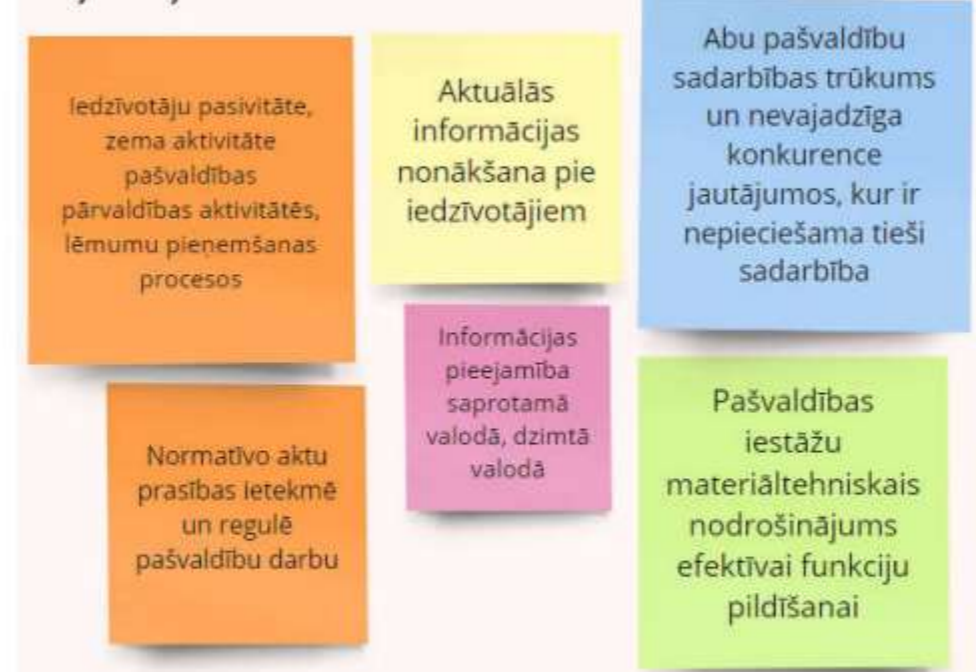 Iedzīvotāju pasivitāte,
zema aktivitāte
pašvaldības
pārvaldības aktivitātēs,
lēmumu pieņemšanas
procesos
Aktuālās
informācijas
nonākšana pie
iedzīvotājiem
Abu pašvaldību
sadarbības trūkums
un nevajadzīga
konkurence
jautājumos, kur ir
nepieciešama tieši
sadarbība
Normatīvo aktu
prasības ietekmē
un regulē
pašvaldību darbu
Informācijas
pieejamība
saprotamā
valodā, dzimtā
valodā
Pašvaldības
iestāžu
materiāltehniskais
nodrošinājums
efektīvai funkciju
pildīšanai